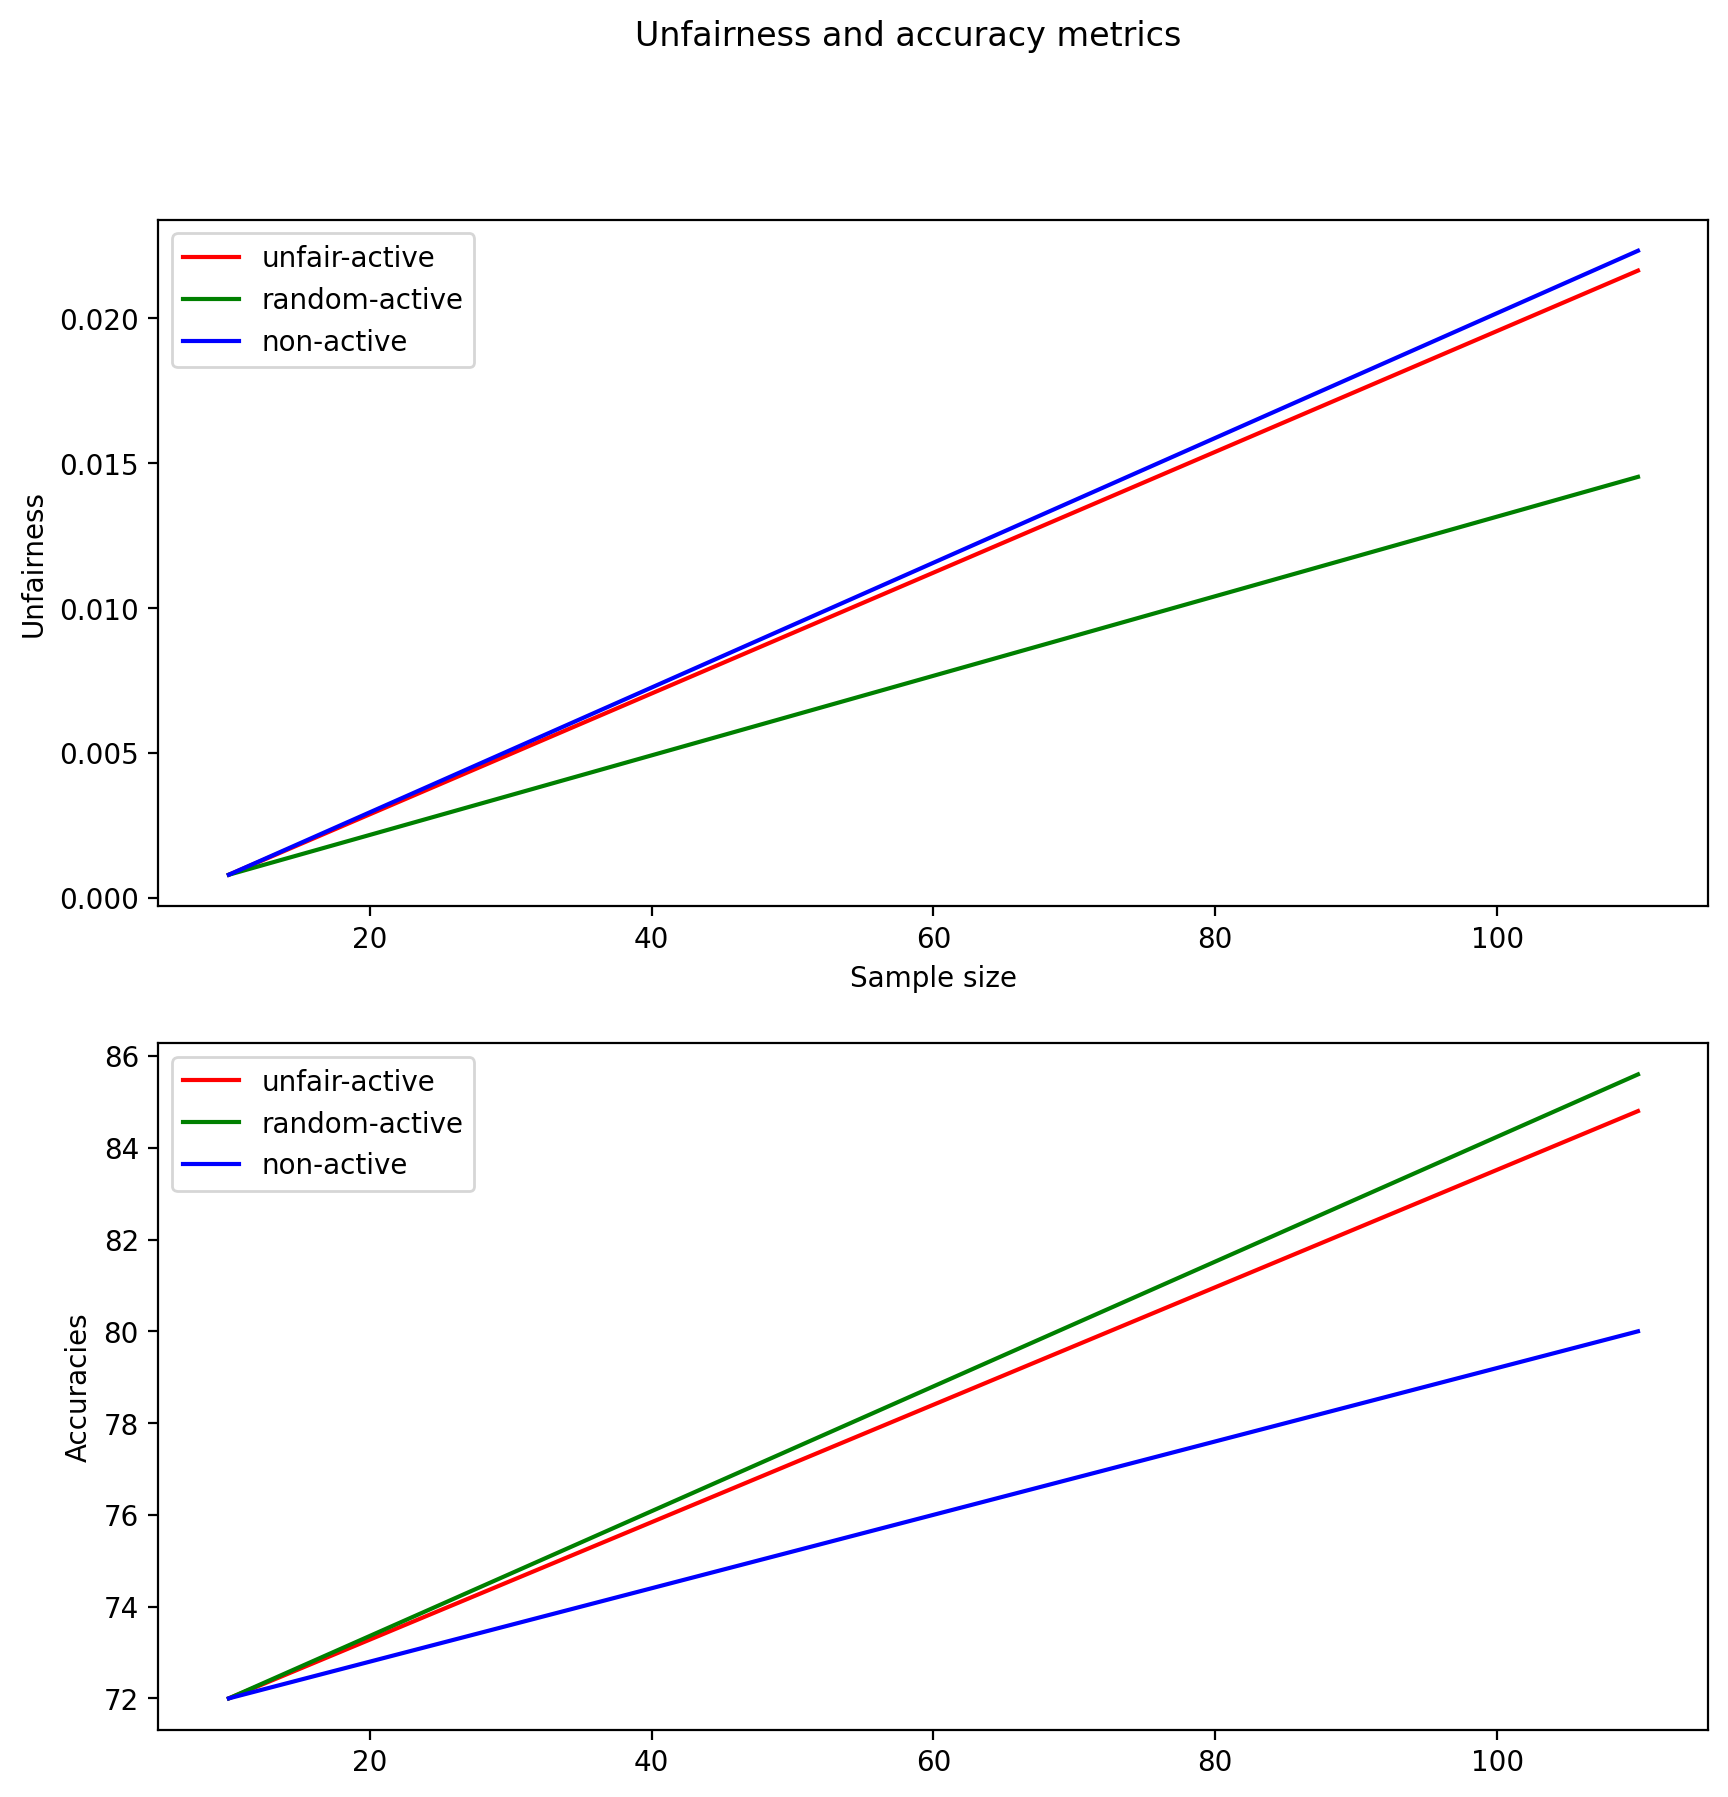 Unfairness and accuracy metrics
unfair-active
random-active
non-active
0.020
0.015
0.010
0.005
0.000
Unfairness
20 40 60 80 100
Sample size
unfair-active
random-active
non-active
86
84
82
80
78
76
74
72
Accuracies
20 40 60 80 100